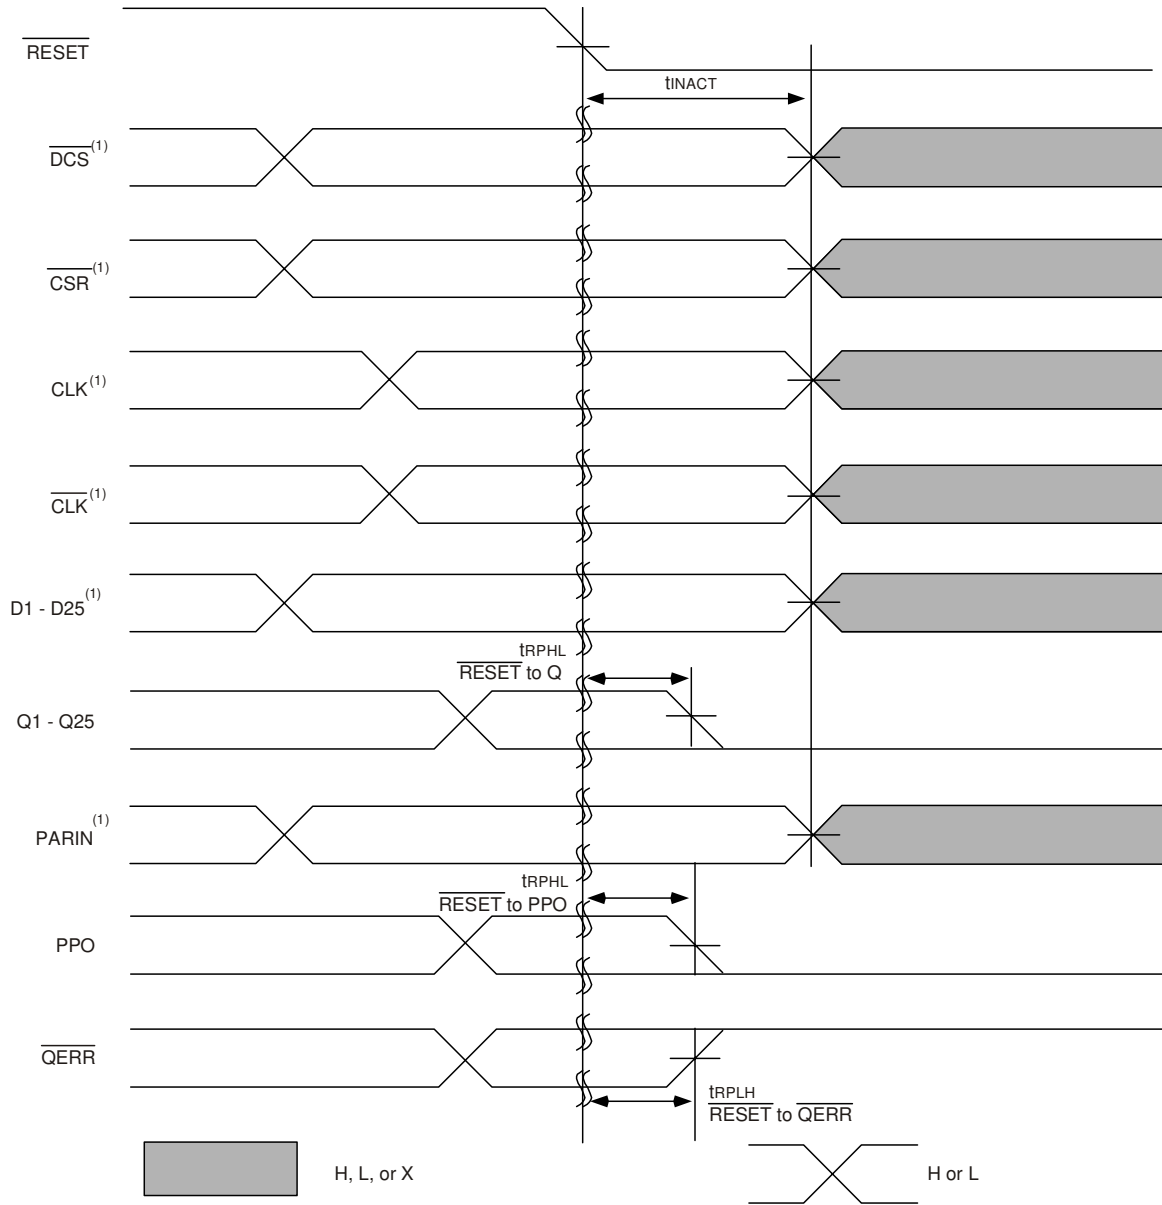 RESET
tINACT
DCS(1)
CSR(1)
CLK(1)
CLK(1)
D1 - D25(1)
tRPHL
RESET to Q
Q1 - Q25
PARIN(1)
tRPHL
RESET to PPO
PPO
QERR
tRPLH
RESET to QERR
H, L, or X
H or L